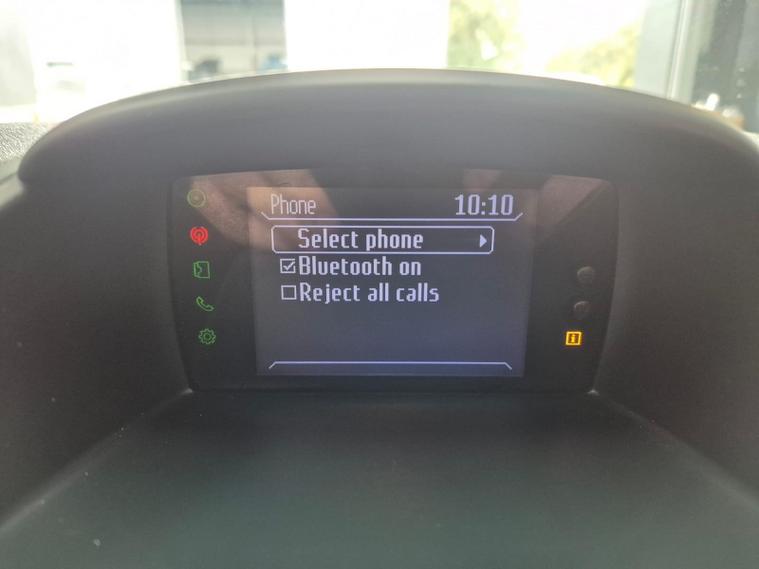 Phone 10:10
Select phone
Bluetooth on
Reject all calls